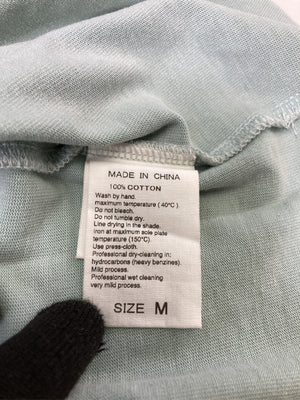 MADE IN CHINA
100% COTTON
Wash by hand.
maximum temperature ( 40°C ).
Do not bleach.
Do not tumble dry.
Line drying in the shade.
Iron at maximum sole plate
temperature (150°C).
Use press-cloth.
Professional dry-cleaning in:
hydrocarbons (heavy benzines).
Mild process.
Professional wet cleaning
very mild process.
SIZE M